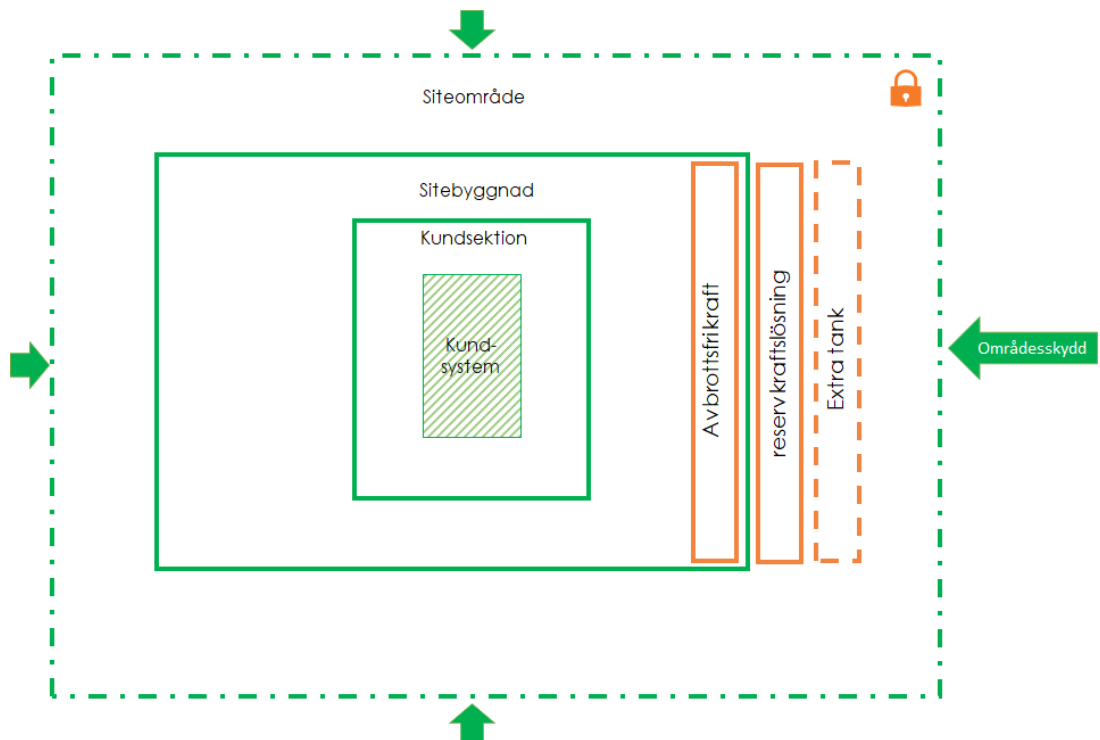 Siteområde
Sitebyggnad
Kundsektion
Kund-
system
Avbrottsfrikraft
reservkraftslösning
Extra tank
Områdesskydd